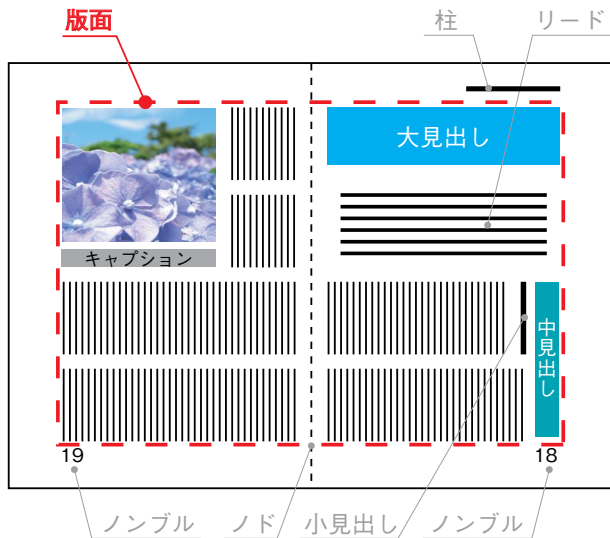 版面
柱
リード
大見出し
キャプション
中見出し
19
18
ノンブル
ノド
小見出し
ノンブル